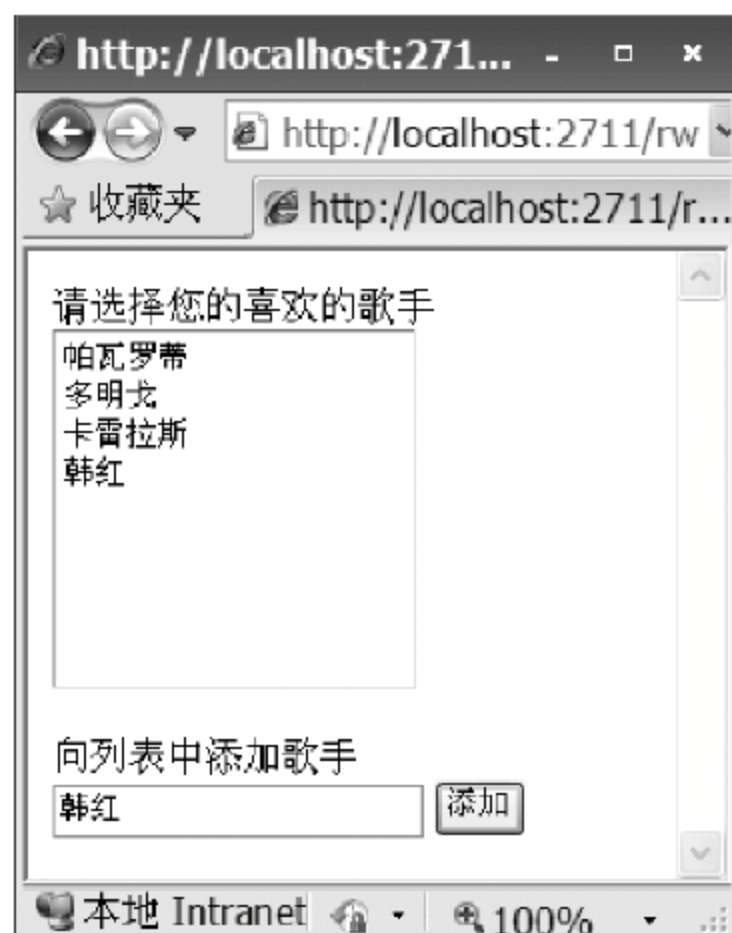 http://localhost:271...
http://localhost:2711/rw
收藏夹
http://localhost:2711/r...
请选择您的喜欢的歌手
帕瓦罗蒂
多明戈
卡雷拉斯
韩红
向列表中添加歌手
韩红 添加
本地 Intranet 100%